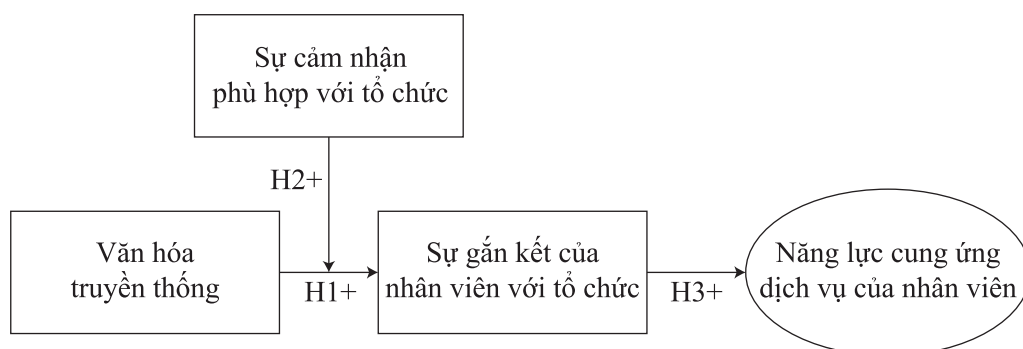 Sự cảm nhận
phù hợp với tổ chức
H2+
Văn hóa
truyền thống
H1+
Sự gắn kết của
nhân viên với tổ chức
H3+
Năng lực cung ứng
dịch vụ của nhân viên